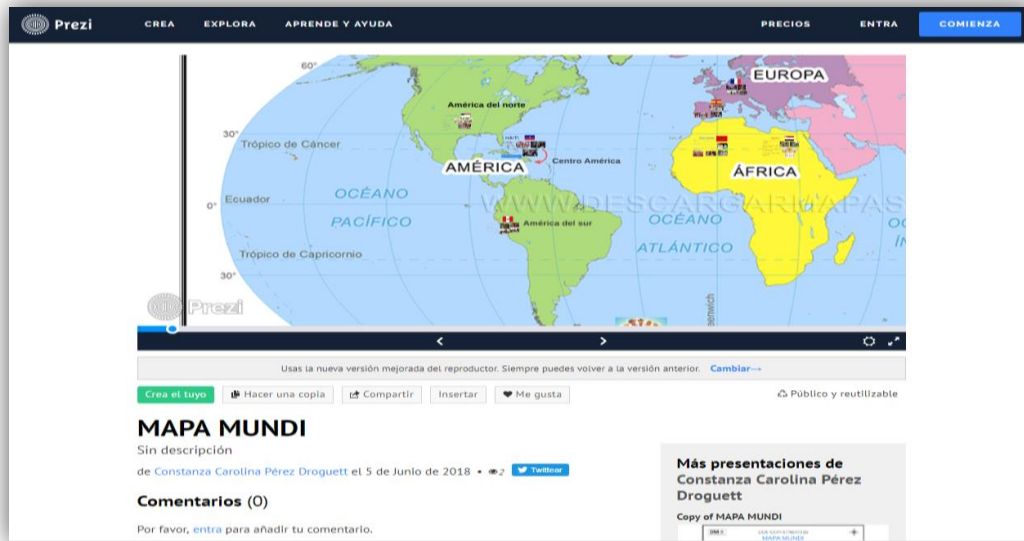 Prezi CREA EXPLORA APRENDE Y AYUDA PRECIOS ENTRA COMIENZA
60°
EUROPA
América del norte
30°
Trópico de Cáncer
Centro América
AMÉRICA
ÁFRICA
OCÉANO
PACÍFICO
Ecuador
0°
WWW.DESCARGARMAPAS
América del sur
OCÉANO
ATLÁNTICO
Trópico de Capricornio
30°
Prezi
Usas la nueva versión mejorada del reproductor. Siempre puedes volver a la versión anterior. Cambiar→
Crea el tuyo Hacer una copia Compartir Insertar Me gusta Público y reutilizable
MAPA MUNDI
Sin descripción
de Constanza Carolina Pérez Droguett el 5 de Junio de 2018 • 2 Twittear
Comentarios (0)
Por favor, entra para añadir tu comentario.
Más presentaciones de
Constanza Carolina Pérez
Droguett
Copy of MAPA MUNDI
MAPA MUNDI